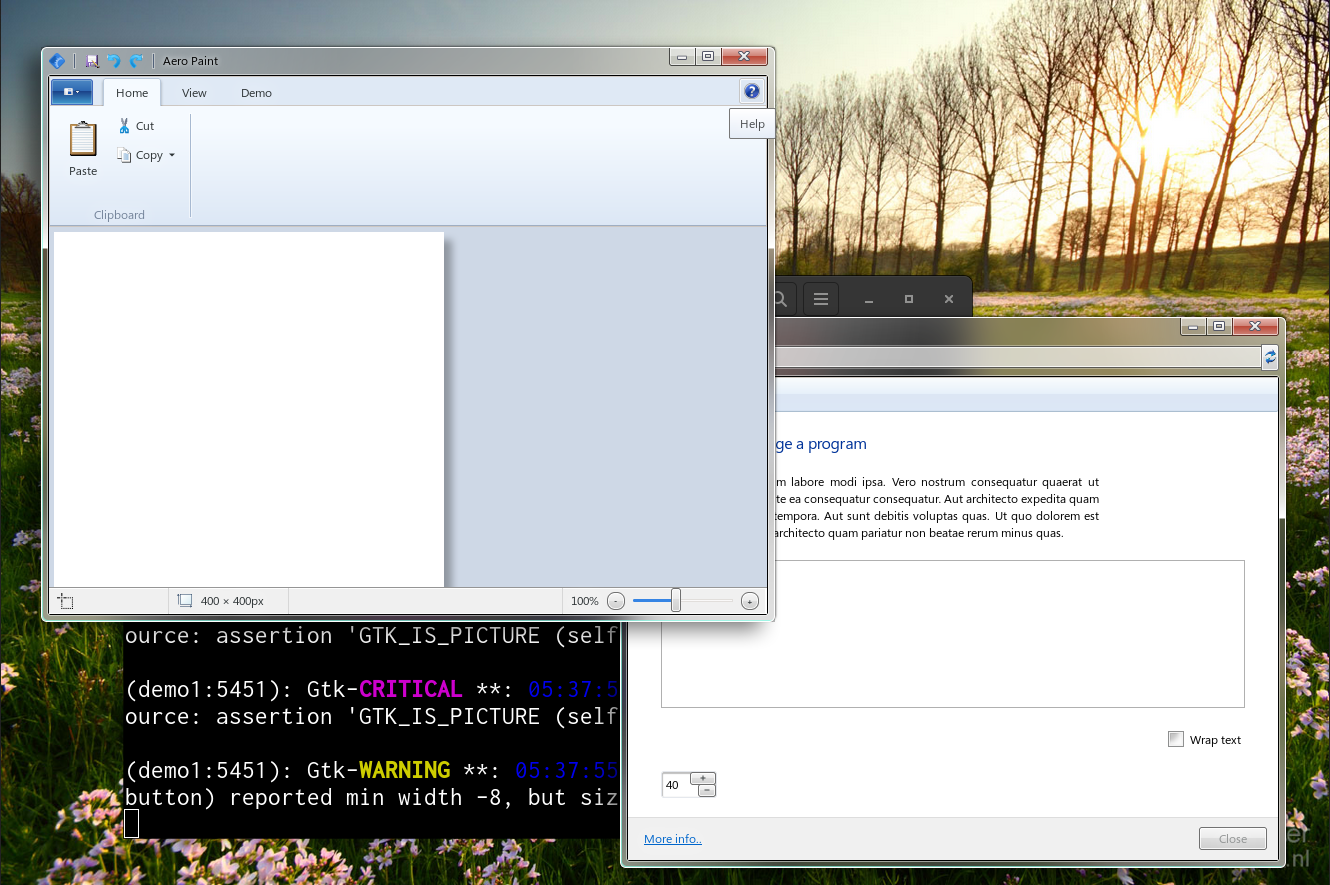 Aero Paint
Home View Demo
Help
Cut
Copy
Paste
Clipboard
400 × 400px
100%
ge a program
labore modi ipsa. Vero nostrum consequatur quaerat ut
te ea consequatur consequatur. Aut architecto expedita quam
tempora. Aut sunt debitis voluptas quas. Ut quo dolorem est
architecto quam pariatur non beatae rerum minus quas.
Wrap text
40
More info..
Close
ource: assertion 'GTK_IS_PICTURE (self
(demo1:5451): Gtk-CRITICAL **: 05:37:5
ource: assertion 'GTK_IS_PICTURE (self
(demo1:5451): Gtk-WARNING **: 05:37:55
button) reported min width -8, but siz
.nl